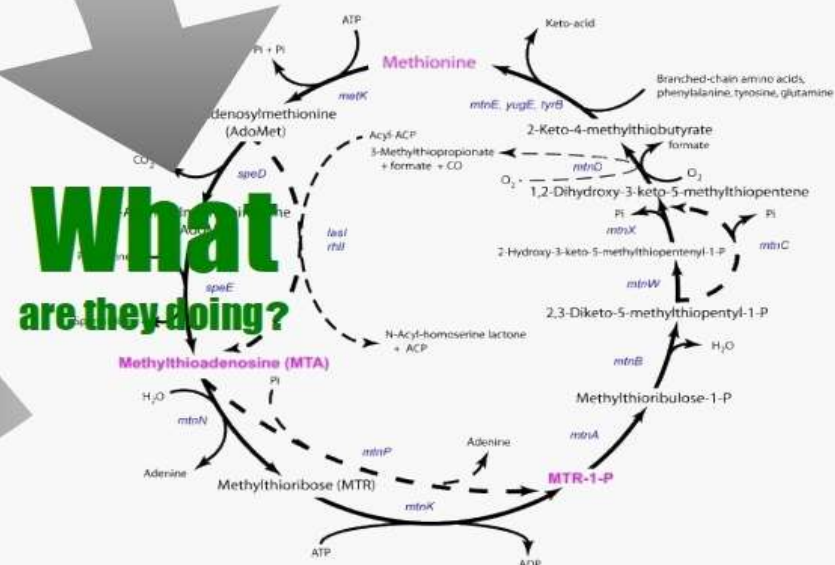 ATP
Keto-acid
Pi + Pi
Methionine
metK
mtnE, yugE, tyrB
Branched-chain amino acids,
phenylalanine, tyrosine, glutamine
denosylmethionine
(AdoMet)
2-Keto-4-methylthiobutyrate
Acyl-ACP
3-Methylthiopropionate
+ formate + CO
formate
mtnD
O₂
O₂
CO₂
speD
1,2-Dihydroxy-3-keto-5-methylthiopentene
What
are they doing?
lasI
rhlI
Pi
mtnX
Pi
mtnC
2-Hydroxy-3-keto-5-methylthiopentenyl-1-P
speE
mtnW
2,3-Diketo-5-methylthiopentyl-1-P
N-Acyl-homoserine lactone
+ ACP
H₂O
mtnB
Methylthioadenosine (MTA)
Pi
H₂O
Methylthioribulose-1-P
mtnN
mtnA
mtnP
Adenine
Adenine
Methylthioribose (MTR)
MTR-1-P
mtnK
ATP
ADP